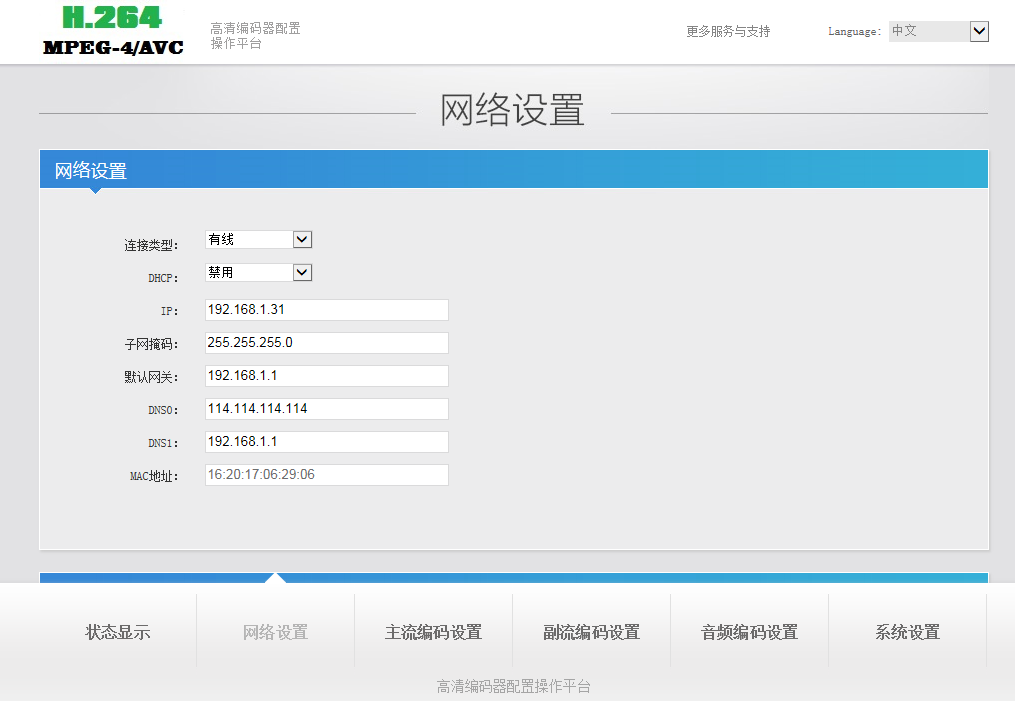 H.264
MPEG-4/AVC
高清编码器配置
操作平台
更多服务与支持
Language: 中文
网络设置
网络设置
连接类型: 有线
DHCP: 禁用
IP: 192.168.1.31
子网掩码: 255.255.255.0
默认网关: 192.168.1.1
DNS0: 114.114.114.114
DNS1: 192.168.1.1
MAC地址: 16:20:17:06:29:06
状态显示 网络设置 主流编码设置 副流编码设置 音频编码设置 系统设置
高清编码器配置操作平台